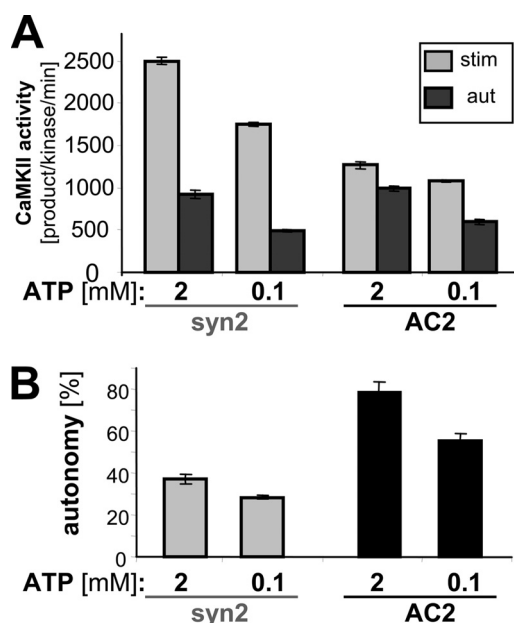 A
CaMKII activity
[product/kinase/min]
2500
2000
1500
1000
500
0
stim
aut
ATP [mM]: 2 0.1 2 0.1
syn2 AC2
B
autonomy [%]
80
60
40
20
0
ATP [mM]: 2 0.1 2 0.1
syn2 AC2